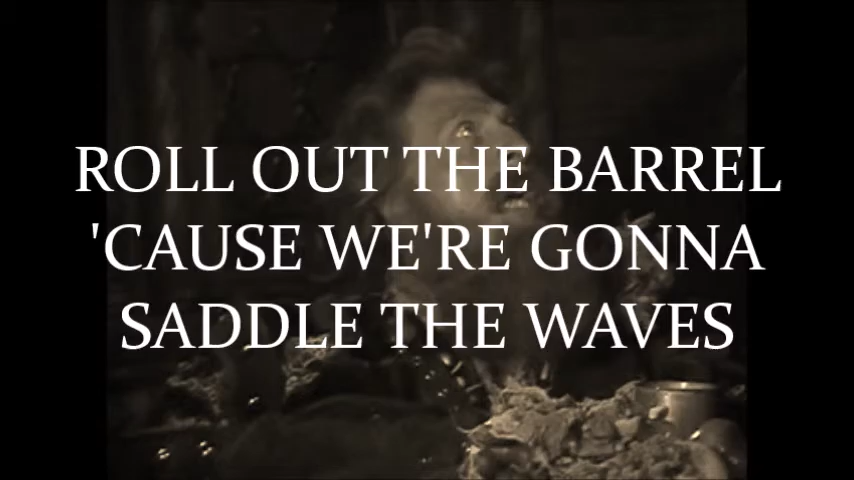 ROLL OUT THE BARREL
'CAUSE WE'RE GONNA
SADDLE THE WAVES